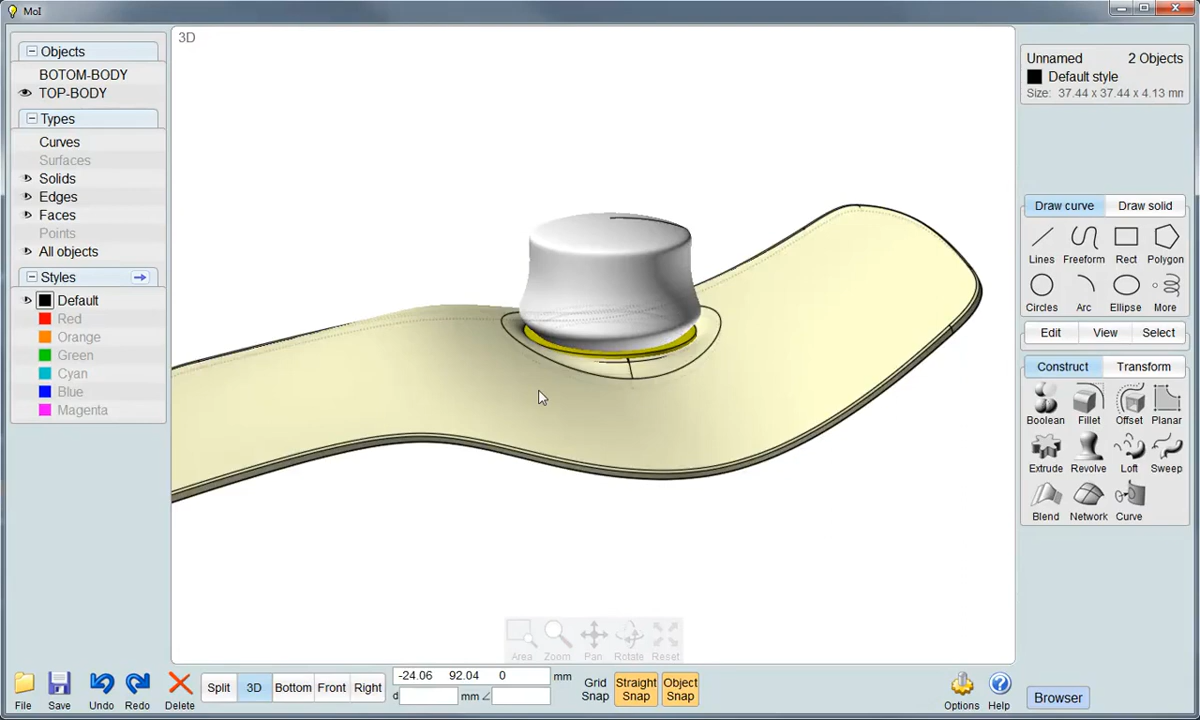 MoI
Objects
BOTOM-BODY
TOP-BODY
Types
Curves
Surfaces
Solids
Edges
Faces
Points
All objects
Styles
Default
Red
Orange
Green
Cyan
Blue
Magenta
3D
Unnamed 2 Objects
Default style
Size: 37.44 x 37.44 x 4.13 mm
Draw curve Draw solid
Lines Freeform Rect Polygon
Circles Arc Ellipse More
Edit View Select
Construct Transform
Boolean Fillet Offset Planar
Extrude Revolve Loft Sweep
Blend Network Curve
Area Zoom Pan Rotate Reset
File Save Undo Redo Delete
Split 3D Bottom Front Right
-24.06 92.04 0 mm
d mm ∠
Grid Snap
Straight Snap
Object Snap
Options Help
Browser